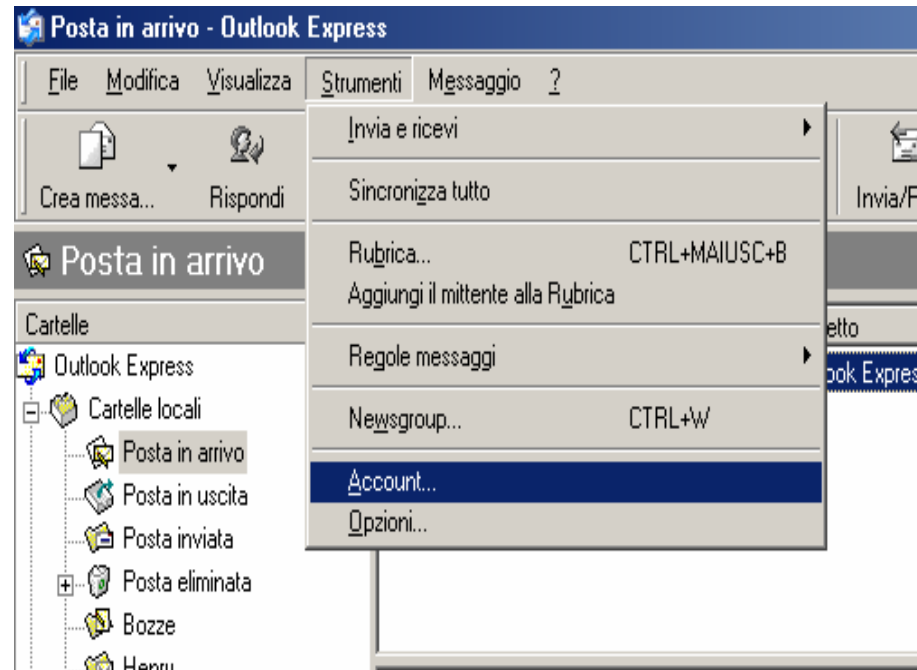 Posta in arrivo - Outlook Express
File Modifica Visualizza Strumenti Messaggio ?
Crea messa... Rispondi
Invia/
Posta in arrivo
Invia e ricevi
Sincronizza tutto
Rubrica... CTRL+MAIUSC+B
Aggiungi il mittente alla Rubrica
Regole messaggi
Newsgroup... CTRL+W
Account...
Opzioni...
etto
ook Expres
Cartelle
Outlook Express
Cartelle locali
Posta in arrivo
Posta in uscita
Posta inviata
Posta eliminata
Bozze
Henry